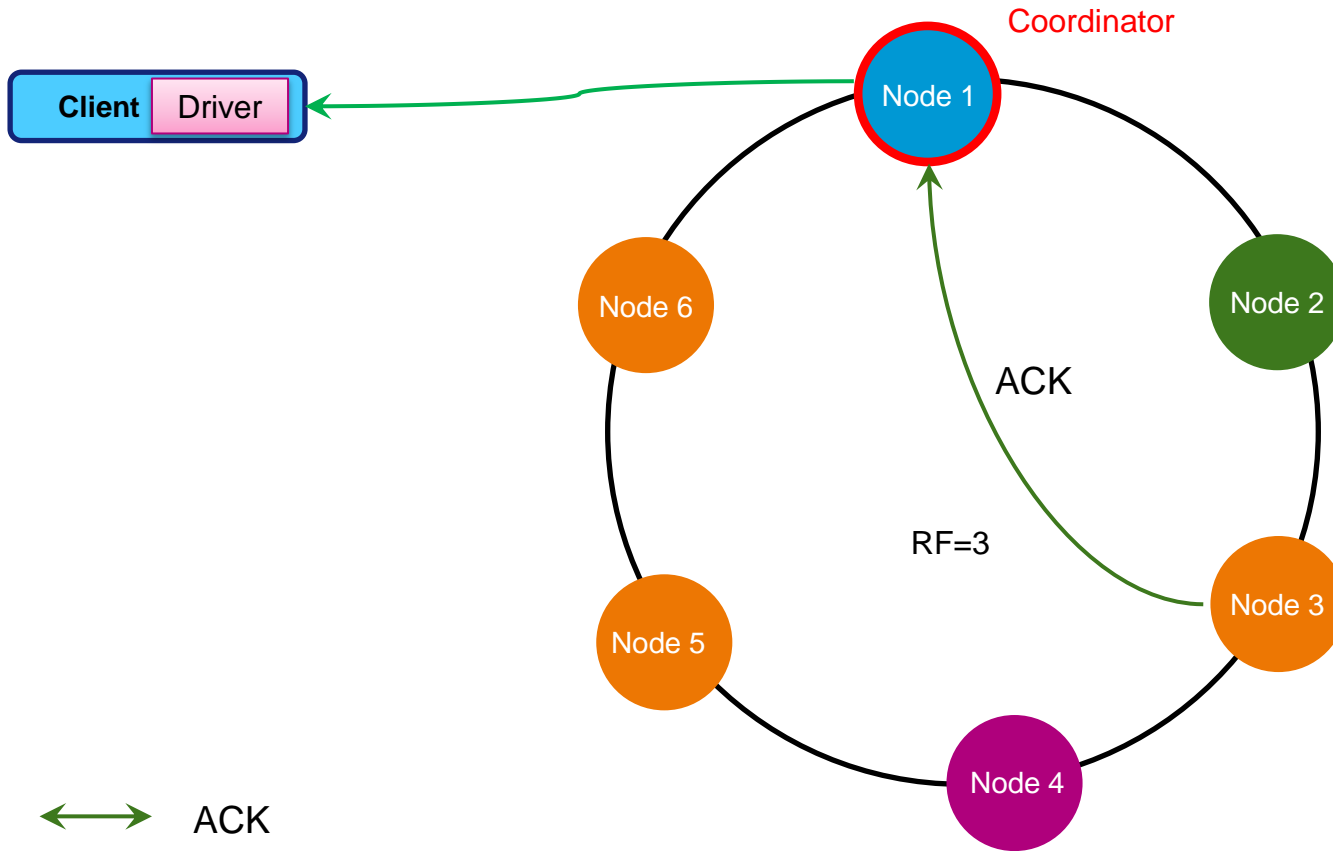 Coordinator
Client
Driver
Node 1
Node 6
Node 2
ACK
RF=3
Node 5
Node 3
Node 4
ACK